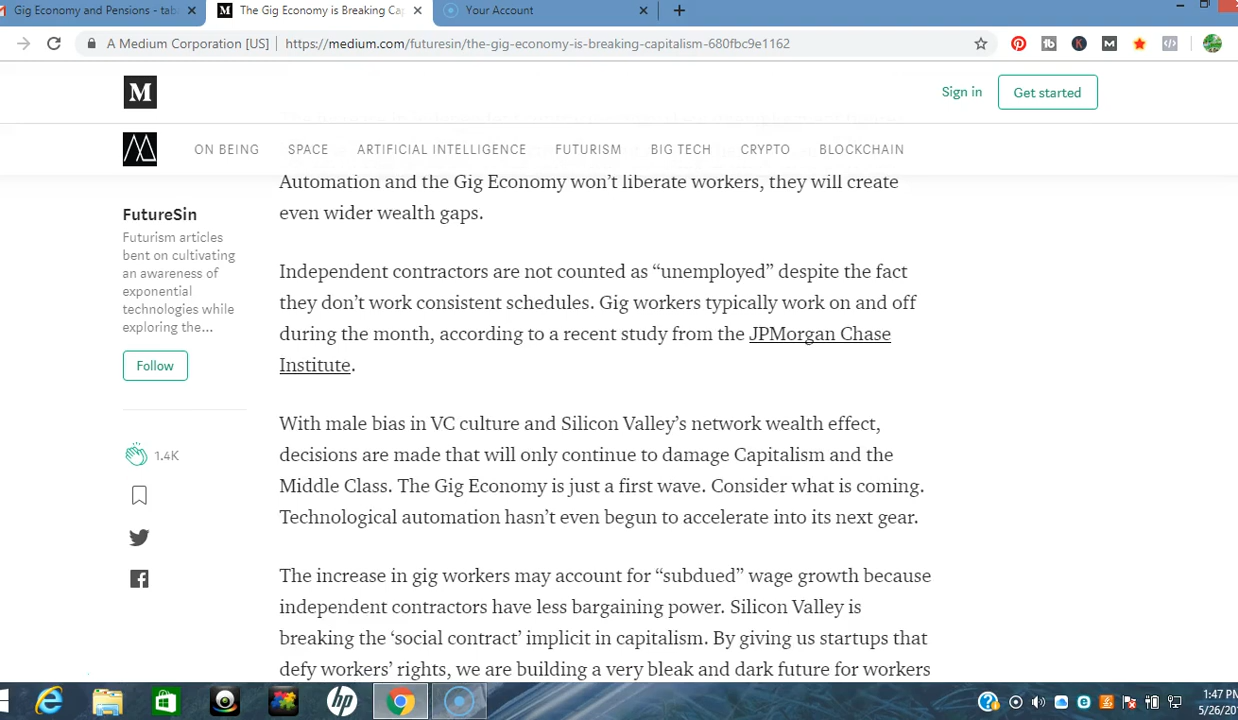 Gig Economy and Pensions - tab
The Gig Economy is Breaking Ca
Your Account
A Medium Corporation [US]
https://medium.com/futuresin/the-gig-economy-is-breaking-capitalism-680fbc9e1162
M
Sign in
Get started
ON BEING
SPACE
ARTIFICIAL INTELLIGENCE
FUTURISM
BIG TECH
CRYPTO
BLOCKCHAIN
FutureSin
Futurism articles
bent on cultivating
an awareness of
exponential
technologies while
exploring the...
Follow
1.4K
Automation and the Gig Economy won’t liberate workers, they will create
even wider wealth gaps.
Independent contractors are not counted as “unemployed” despite the fact
they don’t work consistent schedules. Gig workers typically work on and off
during the month, according to a recent study from the JPMorgan Chase
Institute.
With male bias in VC culture and Silicon Valley’s network wealth effect,
decisions are made that will only continue to damage Capitalism and the
Middle Class. The Gig Economy is just a first wave. Consider what is coming.
Technological automation hasn’t even begun to accelerate into its next gear.
The increase in gig workers may account for “subdued” wage growth because
independent contractors have less bargaining power. Silicon Valley is
breaking the ‘social contract’ implicit in capitalism. By giving us startups that
defy workers’ rights, we are building a very bleak and dark future for workers
hp
1:47 PM
5/26/20